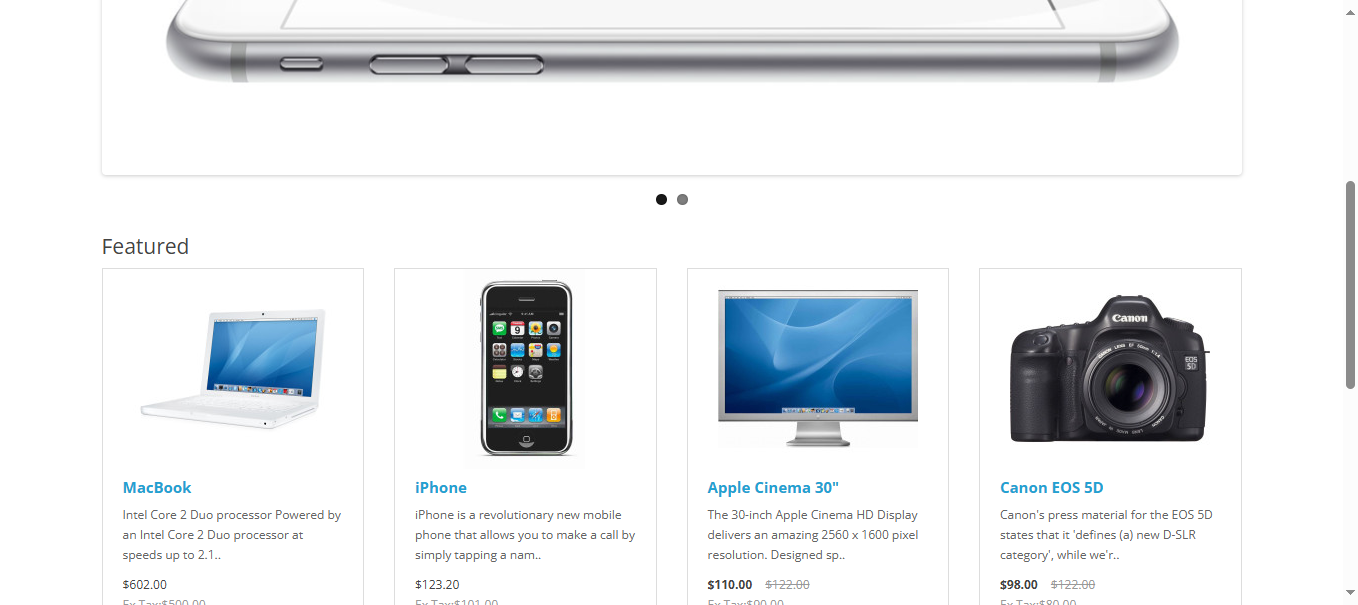 Featured
Canon
EOS
5D
MacBook
Intel Core 2 Duo processor Powered by
an Intel Core 2 Duo processor at
speeds up to 2.1..
$602.00
Ex Tax:$500.00
iPhone
iPhone is a revolutionary new mobile
phone that allows you to make a call by
simply tapping a nam..
$123.20
Ex Tax:$101.00
Apple Cinema 30"
The 30-inch Apple Cinema HD Display
delivers an amazing 2560 x 1600 pixel
resolution. Designed sp..
$110.00 $122.00
Ex Tax:$90.00
Canon EOS 5D
Canon's press material for the EOS 5D
states that it 'defines (a) new D-SLR
category', while we'r..
$98.00 $122.00
Ex Tax:$80.00